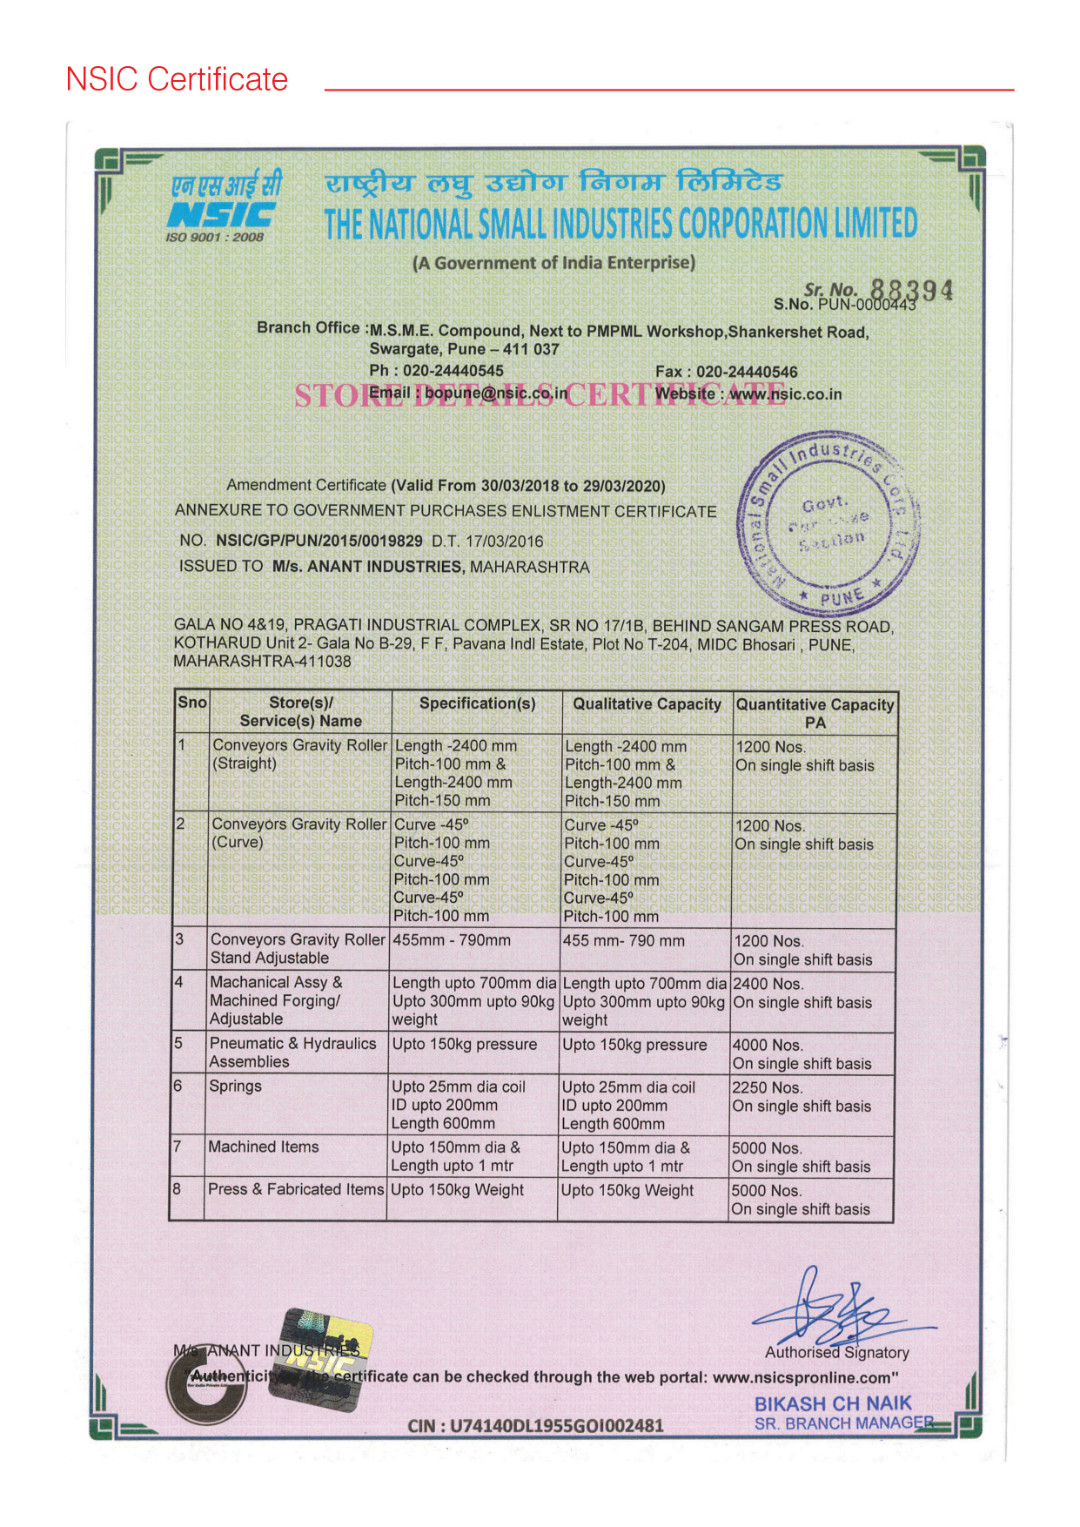 NSIC Certificate
एन एस आई सी
NSIC
ISO 9001 : 2008
राष्ट्रीय लघु उद्योग निगम लिमिटेड
THE NATIONAL SMALL INDUSTRIES CORPORATION LIMITED
(A Government of India Enterprise)
Sr. No. 88394
S.No. PUN-0000443
Branch Office : M.S.M.E. Compound, Next to PMPML Workshop,Shankershet Road,
Swargate, Pune – 411 037
Ph : 020-24440545 Fax : 020-24440546
STORE DETAILS CERTIFICATE
Email : bopune@nsic.co.in Website : www.nsic.co.in
National Small Industries Corp. Ltd.
Govt.
Section
★ PUNE ★
Amendment Certificate (Valid From 30/03/2018 to 29/03/2020)
ANNEXURE TO GOVERNMENT PURCHASES ENLISTMENT CERTIFICATE
NO. NSIC/GP/PUN/2015/0019829 D.T. 17/03/2016
ISSUED TO M/s. ANANT INDUSTRIES, MAHARASHTRA
GALA NO 4&19, PRAGATI INDUSTRIAL COMPLEX, SR NO 17/1B, BEHIND SANGAM PRESS ROAD,
KOTHARUD Unit 2- Gala No B-29, F F, Pavana Indl Estate, Plot No T-204, MIDC Bhosari , PUNE,
MAHARASHTRA-411038
Sno Store(s)/ Specification(s) Qualitative Capacity Quantitative Capacity
Service(s) Name PA
1 Conveyors Gravity Roller Length -2400 mm Length -2400 mm 1200 Nos.
(Straight) Pitch-100 mm & Pitch-100 mm & On single shift basis
Length-2400 mm Length-2400 mm
Pitch-150 mm Pitch-150 mm
2 Conveyors Gravity Roller Curve -45º Curve -45º 1200 Nos.
(Curve) Pitch-100 mm Pitch-100 mm On single shift basis
Curve-45º Curve-45º
Pitch-100 mm Pitch-100 mm
Curve-45º Curve-45º
Pitch-100 mm Pitch-100 mm
3 Conveyors Gravity Roller 455mm - 790mm 455 mm- 790 mm 1200 Nos.
Stand Adjustable On single shift basis
4 Machanical Assy & Length upto 700mm dia Length upto 700mm dia 2400 Nos.
Machined Forging/ Upto 300mm upto 90kg Upto 300mm upto 90kg On single shift basis
Adjustable weight weight
5 Pneumatic & Hydraulics Upto 150kg pressure Upto 150kg pressure 4000 Nos.
Assemblies On single shift basis
6 Springs Upto 25mm dia coil Upto 25mm dia coil 2250 Nos.
ID upto 200mm ID upto 200mm On single shift basis
Length 600mm Length 600mm
7 Machined Items Upto 150mm dia & Upto 150mm dia & 5000 Nos.
Length upto 1 mtr Length upto 1 mtr On single shift basis
8 Press & Fabricated Items Upto 150kg Weight Upto 150kg Weight 5000 Nos.
On single shift basis
M/s. ANANT INDUSTRIES
NSIC
Authorised Signatory
"Authenticity of the certificate can be checked through the web portal: www.nsicspronline.com"
BIKASH CH NAIK
CIN : U74140DL1955GOI002481
SR. BRANCH MANAGER